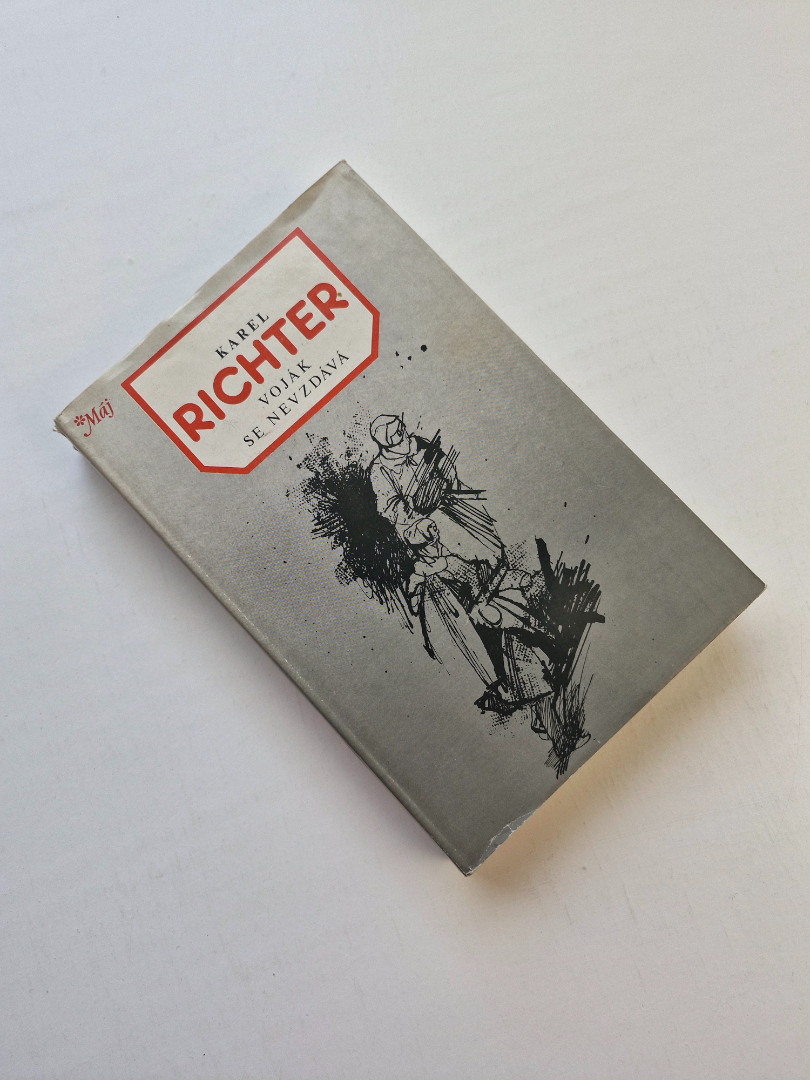 KAREL
RICHTER
VOJÁK
SE NEVZDÁVÁ
*Máj